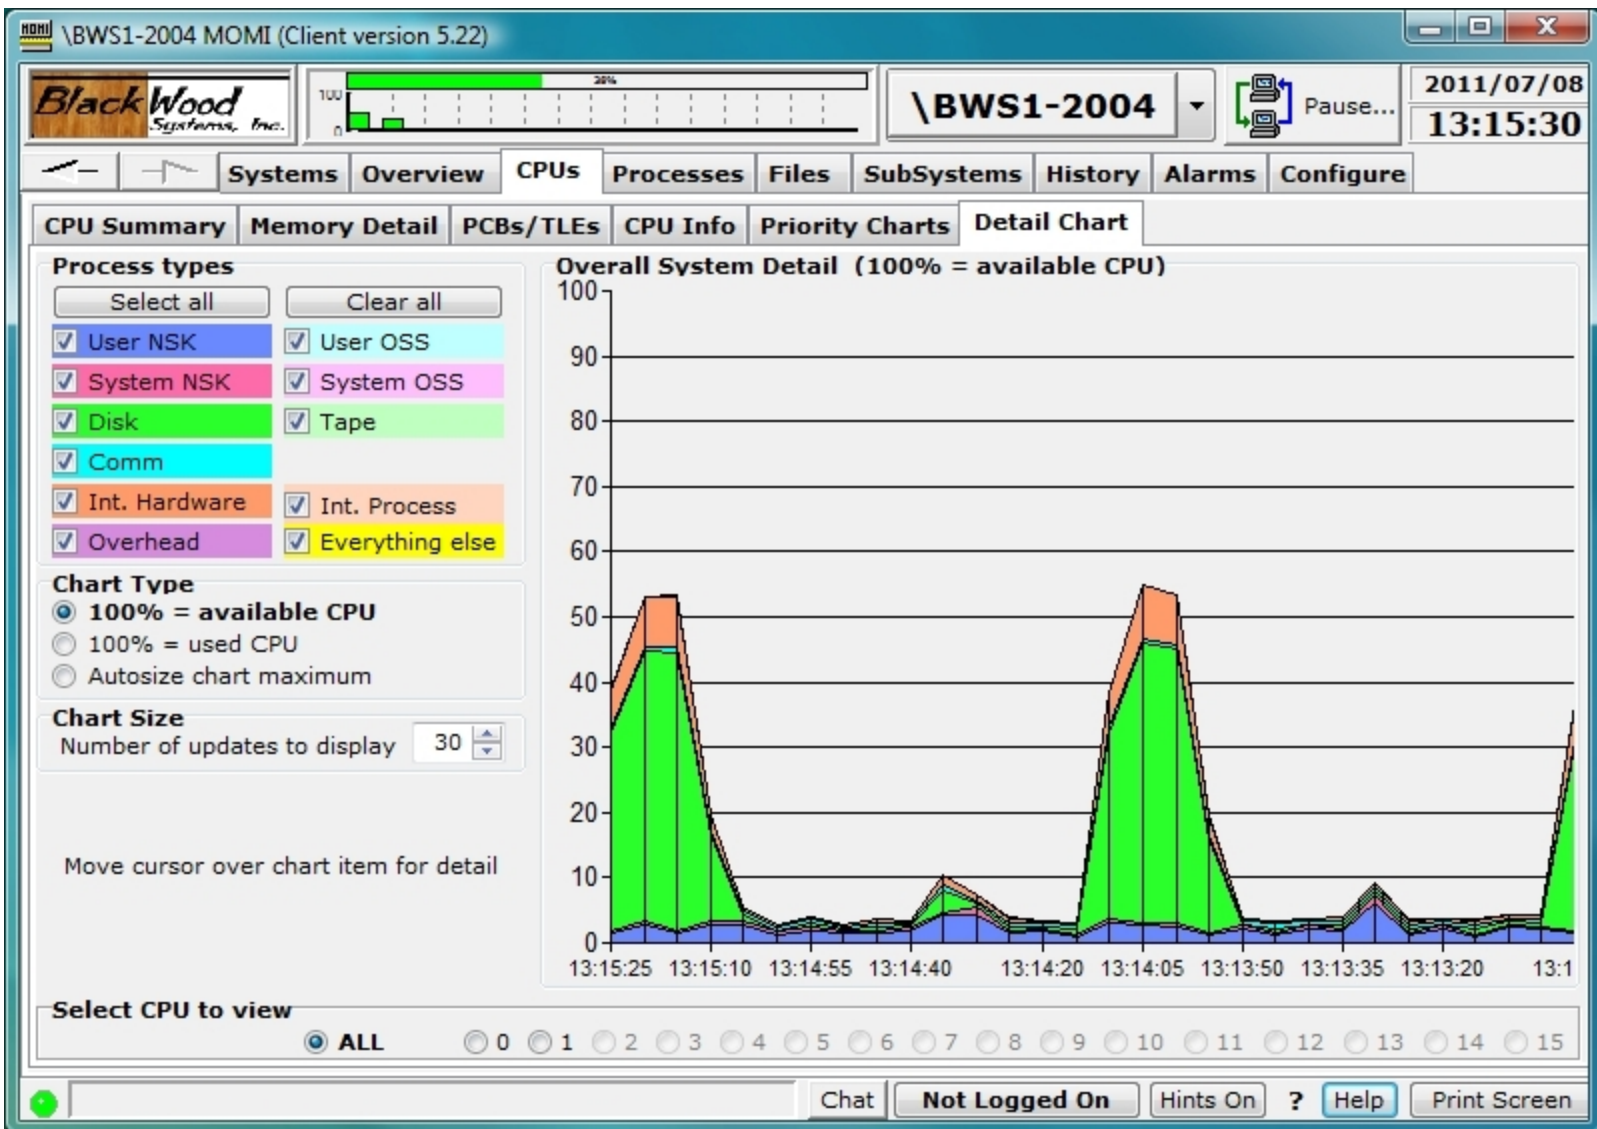 MOMI \BWS1-2004 MOMI (Client version 5.22)
BlackWood
Systems, Inc.
100
0
\BWS1-2004
Pause...
2011/07/08
13:15:30
Systems Overview CPUs Processes Files SubSystems History Alarms Configure
CPU Summary Memory Detail PCBs/TLEs CPU Info Priority Charts Detail Chart
Process types
Select all Clear all
User NSK User OSS
System NSK System OSS
Disk Tape
Comm
Int. Hardware Int. Process
Overhead Everything else
Chart Type
100% = available CPU
100% = used CPU
Autosize chart maximum
Chart Size
Number of updates to display 30
Move cursor over chart item for detail
Overall System Detail (100% = available CPU)
100
90
80
70
60
50
40
30
20
10
0
13:15:25 13:15:10 13:14:55 13:14:40 13:14:20 13:14:05 13:13:50 13:13:35 13:13:20 13:1
Select CPU to view
ALL 0 1 2 3 4 5 6 7 8 9 10 11 12 13 14 15
Chat Not Logged On Hints On ? Help Print Screen